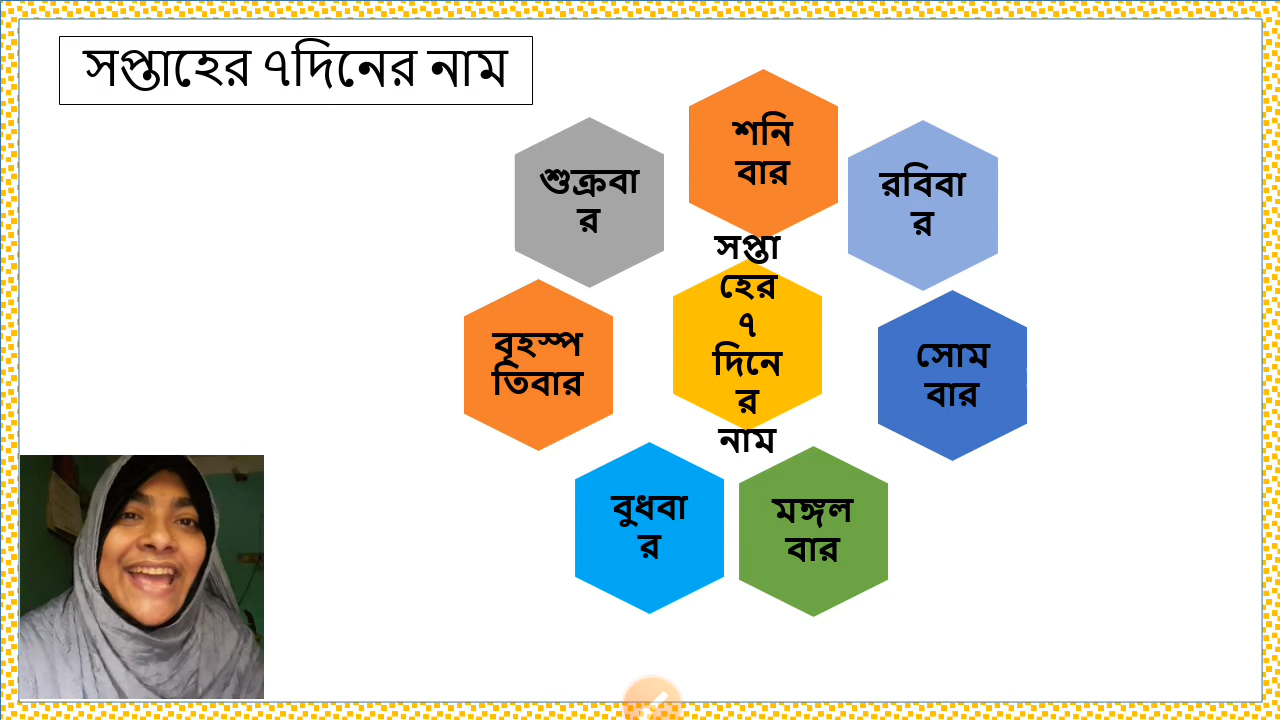 সপ্তাহের ৭দিনের নাম
শনি
বার
রবিবা
র
সোম
বার
মঙ্গল
বার
বুধবা
র
বৃহস্প
তিবার
শুক্রবা
র
সপ্তা
হের
৭
দিনে
র
নাম